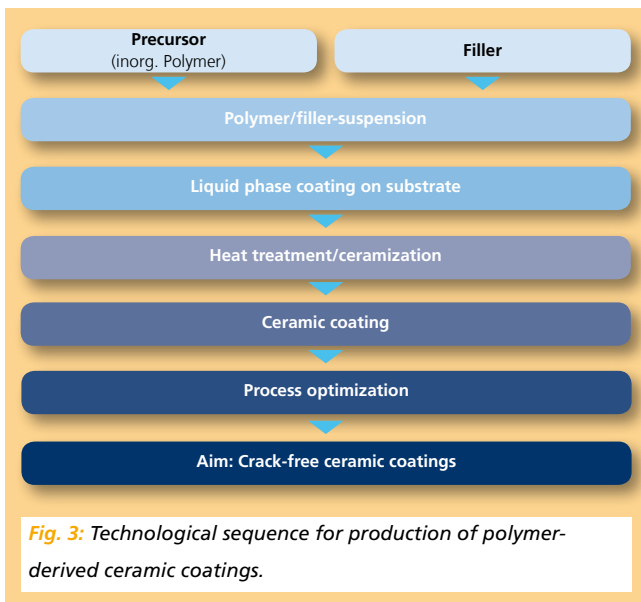 Precursor
(inorg. Polymer)
Filler
Polymer/filler-suspension
Liquid phase coating on substrate
Heat treatment/ceramization
Ceramic coating
Process optimization
Aim: Crack-free ceramic coatings
Fig. 3: Technological sequence for production of polymer-
derived ceramic coatings.